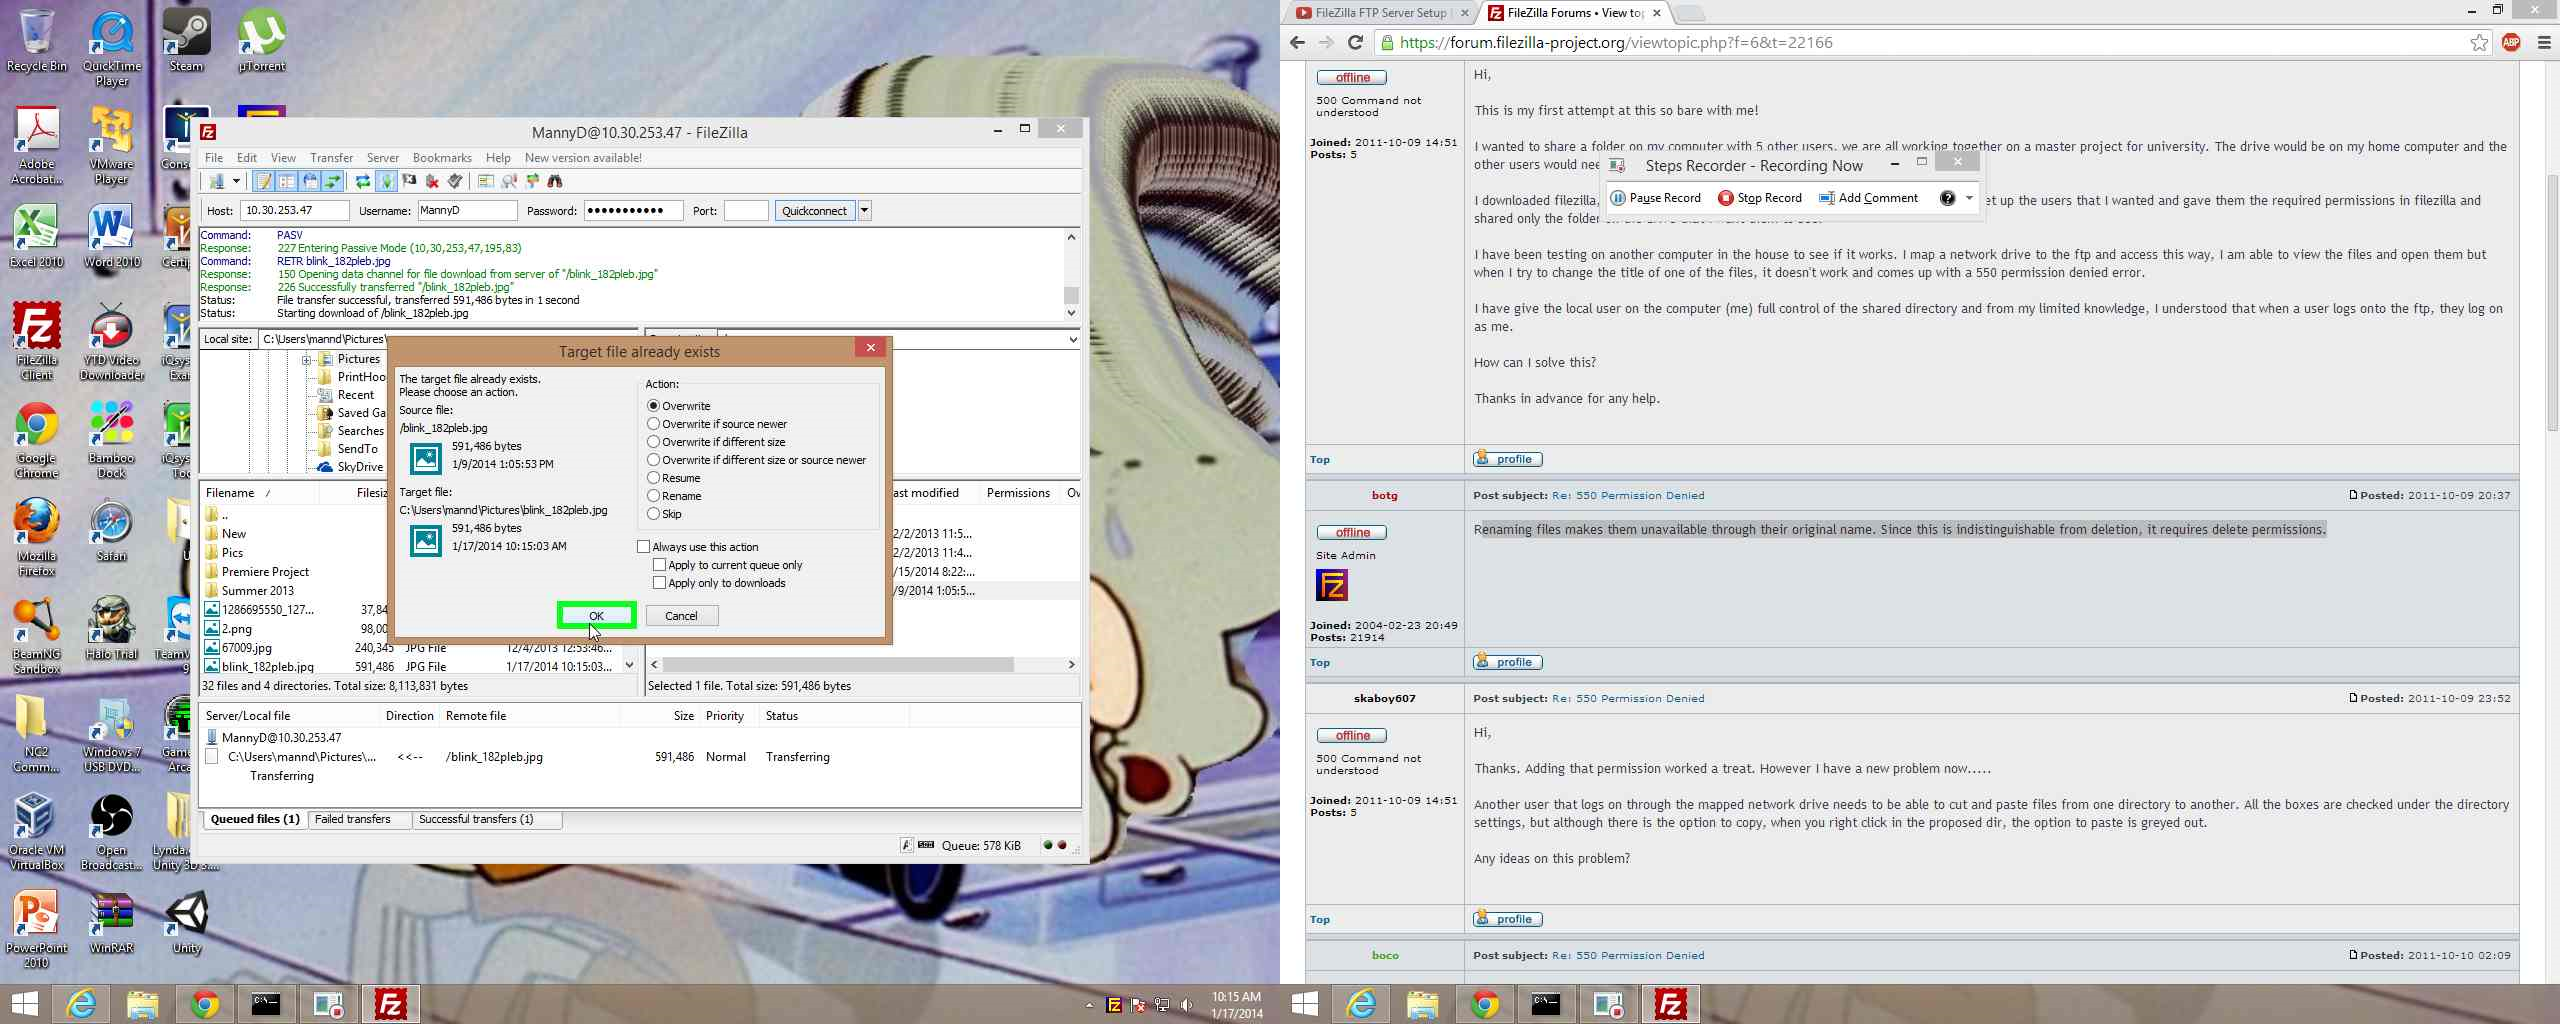 Recycle Bin
QuickTime Player
Steam
µTorrent
Adobe Acrobat...
VMware Player
Excel 2010
Word 2010
FileZilla Client
YTD Video Downloader
Google Chrome
Bamboo Dock
Mozilla Firefox
Safari
BeamNG Sandbox
Halo Trial
NC2 Comm...
Windows 7 USB DVD...
Oracle VM VirtualBox
Open Broadcast...
Lynda.c
Unity 3D 3....
PowerPoint 2010
WinRAR
Unity
MannyD@10.30.253.47 - FileZilla
File Edit View Transfer Server Bookmarks Help New version available!
Host: 10.30.253.47 Username: MannyD Password: ●●●●●●●●●●● Port: Quickconnect
Command: PASV
Response: 227 Entering Passive Mode (10,30,253,47,195,83)
Command: RETR blink_182pleb.jpg
Response: 150 Opening data channel for file download from server of "/blink_182pleb.jpg"
Response: 226 Successfully transferred "/blink_182pleb.jpg"
Status: File transfer successful, transferred 591,486 bytes in 1 second
Status: Starting download of /blink_182pleb.jpg
Local site: C:\Users\mannd\Pictures\
Pictures
PrintHoo
Recent
Saved Ga
Searches
SendTo
SkyDrive
Target file already exists
The target file already exists.
Please choose an action.
Source file:
/blink_182pleb.jpg
591,486 bytes
1/9/2014 1:05:53 PM
Target file:
C:\Users\mannd\Pictures\blink_182pleb.jpg
591,486 bytes
1/17/2014 10:15:03 AM
Action:
Overwrite
Overwrite if source newer
Overwrite if different size
Overwrite if different size or source newer
Resume
Rename
Skip
Always use this action
Apply to current queue only
Apply only to downloads
OK Cancel
Filename / Filesiz
..
New
Pics
Premiere Project
Summer 2013
1286695550_127... 37,84
2.png 98,00
67009.jpg 240,345 JPG File 12/4/2013 12:53:46...
blink_182pleb.jpg 591,486 JPG File 1/17/2014 10:15:03...
32 files and 4 directories. Total size: 8,113,831 bytes
ast modified Permissions Ow
2/2/2013 11:5...
2/2/2013 11:4...
/15/2014 8:22:...
/9/2014 1:05:5...
Selected 1 file. Total size: 591,486 bytes
Server/Local file Direction Remote file Size Priority Status
MannyD@10.30.253.47
C:\Users\mannd\Pictures\... <<-- /blink_182pleb.jpg 591,486 Normal Transferring
Transferring
Queued files (1) Failed transfers Successful transfers (1)
Queue: 578 KiB
10:15 AM
1/17/2014
FileZilla FTP Server Setup
FileZilla Forums • View top
https://forum.filezilla-project.org/viewtopic.php?f=6&t=22166
ABP
offline
500 Command not understood
Joined: 2011-10-09 14:51
Posts: 5
Hi,
This is my first attempt at this so bare with me!
I wanted to share a folder on my computer with 5 other users, we are all working together on a master project for university. The drive would be on my home computer and the
other users would nee
I downloaded filezilla, et up the users that I wanted and gave them the required permissions in filezilla and
shared only the folder
I have been testing on another computer in the house to see if it works. I map a network drive to the ftp and access this way, I am able to view the files and open them but
when I try to change the title of one of the files, it doesn't work and comes up with a 550 permission denied error.
I have give the local user on the computer (me) full control of the shared directory and from my limited knowledge, I understood that when a user logs onto the ftp, they log on
as me.
How can I solve this?
Thanks in advance for any help.
Steps Recorder - Recording Now
Pause Record Stop Record Add Comment
Top profile
botg Post subject: Re: 550 Permission Denied Posted: 2011-10-09 20:37
offline
Site Admin
Fz
Joined: 2004-02-23 20:49
Posts: 21914
Renaming files makes them unavailable through their original name. Since this is indistinguishable from deletion, it requires delete permissions.
Top profile
skaboy607 Post subject: Re: 550 Permission Denied Posted: 2011-10-09 23:52
offline
500 Command not understood
Joined: 2011-10-09 14:51
Posts: 5
Hi,
Thanks. Adding that permission worked a treat. However I have a new problem now.....
Another user that logs on through the mapped network drive needs to be able to cut and paste files from one directory to another. All the boxes are checked under the directory
settings, but although there is the option to copy, when you right click in the proposed dir, the option to paste is greyed out.
Any ideas on this problem?
Top profile
boco Post subject: Re: 550 Permission Denied Posted: 2011-10-10 02:09